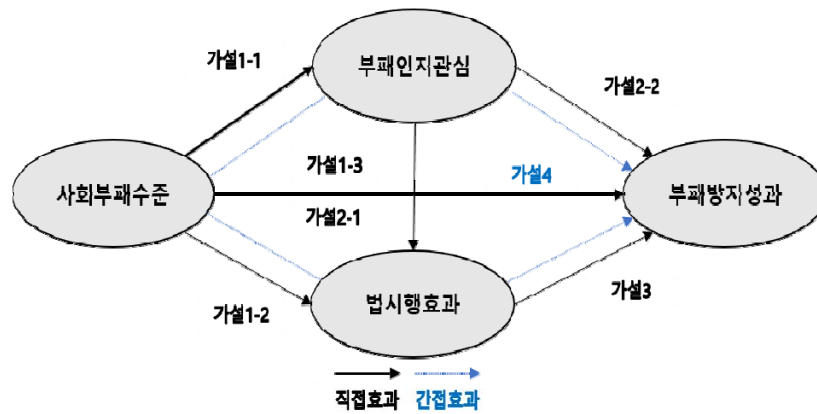 가설1-1
부패인지관심
가설2-2
사회부패수준
가설1-3
가설4
부패방지성과
가설2-1
가설1-2
법시행효과
가설3
직접효과
간접효과